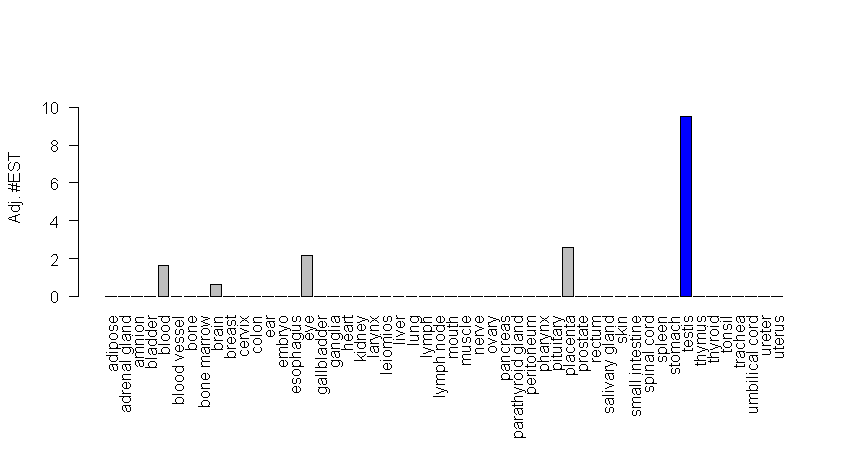 10
8
6
4
2
0
Adj. #EST
adipose
adrenal gland
amnion
bladder
blood
blood vessel
bone
bone marrow
brain
breast
cervix
colon
ear
embryo
esophagus
eye
gallbladder
ganglia
heart
kidney
larynx
leiomios
liver
lung
lymph
lymph node
mouth
muscle
nerve
ovary
pancreas
parathyroid gland
peritoneum
pharynx
pituitary
placenta
prostate
rectum
salivary gland
skin
small intestine
spinal cord
spleen
stomach
testis
thymus
thyroid
tonsil
trachea
umbilical cord
ureter
uterus